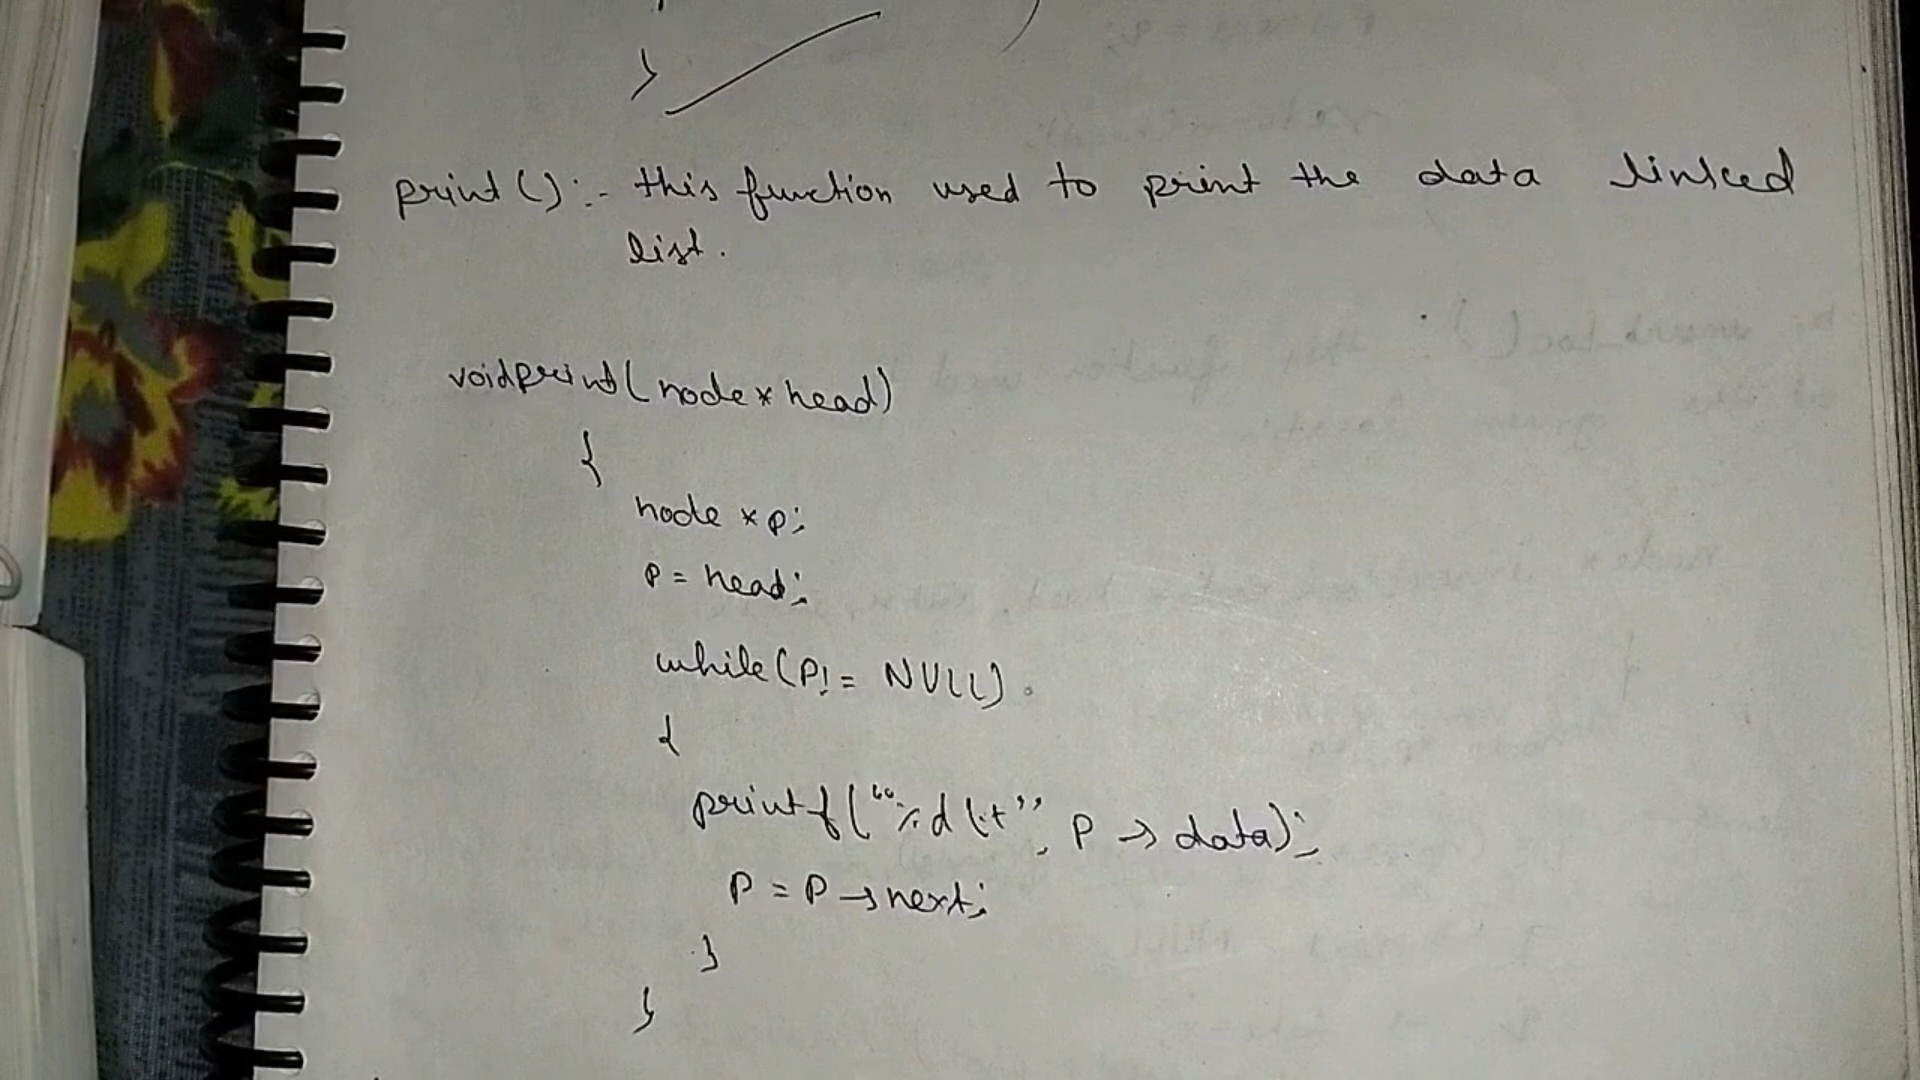 }
print() :- this function used to print the data linked
list.
void print(node * head)
{
node * p;
p = head;
while(p! = NULL)
{
printf("%d \t", p -> data);
p = p -> next;
}
}